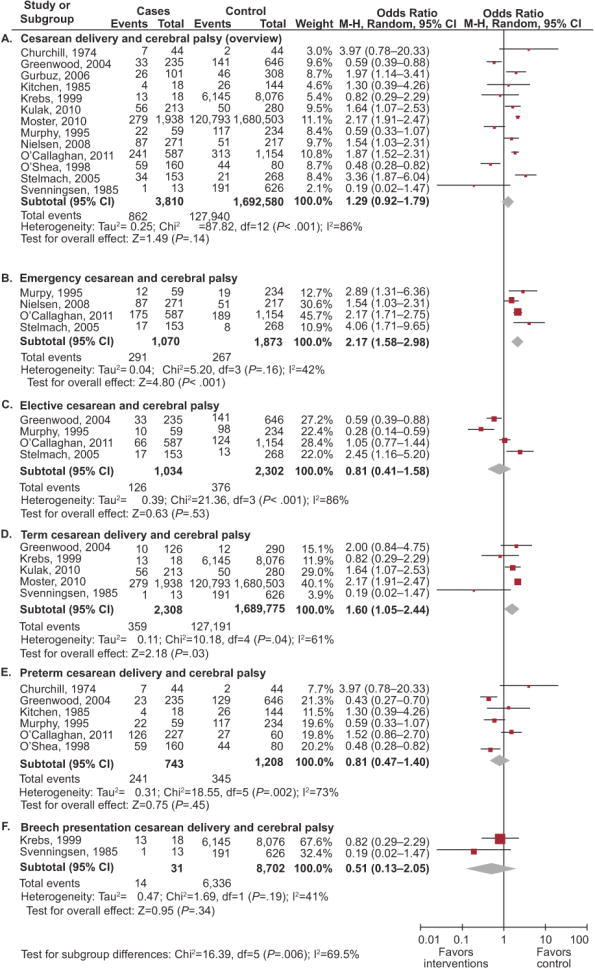 Study or Cases Control Odds Ratio Odds Ratio
Subgroup Events Total Events Total Weight M-H, Random, 95% CI M-H, Random, 95% CI
A. Cesarean delivery and cerebral palsy (overview)
Churchill, 1974 7 44 2 44 3.0% 3.97 (0.78–20.33)
Greenwood, 2004 33 235 141 646 9.6% 0.59 (0.39–0.88)
Gurbuz, 2006 26 101 46 308 8.7% 1.97 (1.14–3.41)
Kitchen, 1985 4 18 26 144 4.4% 1.30 (0.39–4.26)
Krebs, 1999 13 18 6,145 8,076 5.4% 0.82 (0.29–2.29)
Kulak, 2010 56 213 50 280 9.6% 1.64 (1.07–2.53)
Moster, 2010 279 1,938 120,793 1,680,503 11.1% 2.17 (1.91–2.47)
Murphy, 1995 22 59 117 234 8.4% 0.59 (0.33–1.07)
Nielsen, 2008 87 271 51 217 9.7% 1.54 (1.03–2.31)
O'Callaghan, 2011 241 587 313 1,154 10.8% 1.87 (1.52–2.31)
O'Shea, 1998 59 160 44 80 8.7% 0.48 (0.28–0.82)
Stelmach, 2005 34 153 21 268 8.4% 3.36 (1.87–6.04)
Svenningsen, 1985 1 13 191 626 2.1% 0.19 (0.02–1.47)
Subtotal (95% CI) 3,810 1,692,580 100.0% 1.29 (0.92–1.79)
Total events 862 127,940
Heterogeneity: Tau²= 0.25; Chi² =87.82, df=12 (P< .001); I²=86%
Test for overall effect: Z=1.49 (P=.14)
B. Emergency cesarean and cerebral palsy
Murpy, 1995 12 59 19 234 12.7% 2.89 (1.31–6.36)
Nielsen, 2008 87 271 51 217 30.6% 1.54 (1.03–2.31)
O'Callaghan, 2011 175 587 189 1,154 45.7% 2.17 (1.71–2.75)
Stelmach, 2005 17 153 8 268 10.9% 4.06 (1.71–9.65)
Subtotal (95% CI) 1,070 1,873 100.0% 2.17 (1.58–2.98)
Total events 291 267
Heterogeneity: Tau²= 0.04; Chi²=5.20, df=3 (P=.16); I²=42%
Test for overall effect: Z=4.80 (P< .001)
C. Elective cesarean and cerebral palsy
Greenwood, 2004 33 235 141 646 27.2% 0.59 (0.39–0.88)
Murphy, 1995 10 59 98 234 22.4% 0.28 (0.14–0.59)
O'Callaghan, 2011 66 587 124 1,154 28.4% 1.05 (0.77–1.44)
Stelmach, 2005 17 153 13 268 22.0% 2.45 (1.16–5.20)
Subtotal (95% CI) 1,034 2,302 100.0% 0.81 (0.41–1.58)
Total events 126 376
Heterogeneity: Tau²= 0.39; Chi²=21.36, df=3 (P< .001); I²=86%
Test for overall effect: Z=0.63 (P=.53)
D. Term cesarean delivery and cerebral palsy
Greenwood, 2004 10 126 12 290 15.1% 2.00 (0.84–4.75)
Krebs, 1999 13 18 6,145 8,076 11.9% 0.82 (0.29–2.29)
Kulak, 2010 56 213 50 280 29.0% 1.64 (1.07–2.53)
Moster, 2010 279 1,938 120,793 1,680,503 40.1% 2.17 (1.91–2.47)
Svenningsen, 1985 1 13 191 626 3.9% 0.19 (0.02–1.47)
Subtotal (95% CI) 2,308 1,689,775 100.0% 1.60 (1.05–2.44)
Total events 359 127,191
Heterogeneity: Tau²= 0.11; Chi²=10.18, df=4 (P=.04); I²=61%
Test for overall effect: Z=2.18 (P=.03)
E. Preterm cesarean delivery and cerebral palsy
Churchill, 1974 7 44 2 44 7.7% 3.97 (0.78–20.33)
Greenwood, 2004 23 235 129 646 21.3% 0.43 (0.27–0.70)
Kitchen, 1985 4 18 26 144 11.2% 1.30 (0.39–4.26)
Murphy, 1995 22 59 117 234 19.6% 0.59 (0.33–1.07)
O'Callaghan, 2011 126 227 27 60 19.9% 1.52 (0.86–2.70)
O'Shea, 1998 59 160 44 80 20.2% 0.48 (0.28–0.82)
Subtotal (95% CI) 743 1,208 100.0% 0.81 (0.47–1.40)
Total events 241 345
Heterogeneity: Tau²= 0.31; Chi²=18.55, df=5 (P=.002); I²=73%
Test for overall effect: Z=0.75 (P=.45)
F. Breech presentation cesarean delivery and cerebral palsy
Krebs, 1999 13 18 6,145 8,076 67.6% 0.82 (0.29–2.29)
Svenningsen, 1985 1 13 191 626 32.4% 0.19 (0.02–1.47)
Subtotal (95% CI) 31 8,702 100.0% 0.51 (0.13–2.05)
Total events 14 6,336
Heterogeneity: Tau²= 0.47; Chi²=1.69, df=1 (P=.19); I²=41%
Test for overall effect: Z=0.95 (P=.34)
0.01 0.1 1 10 100
Test for subgroup differences: Chi²=16.39, df=5 (P=.006); I²=69.5%
Favors Favors
interventions control